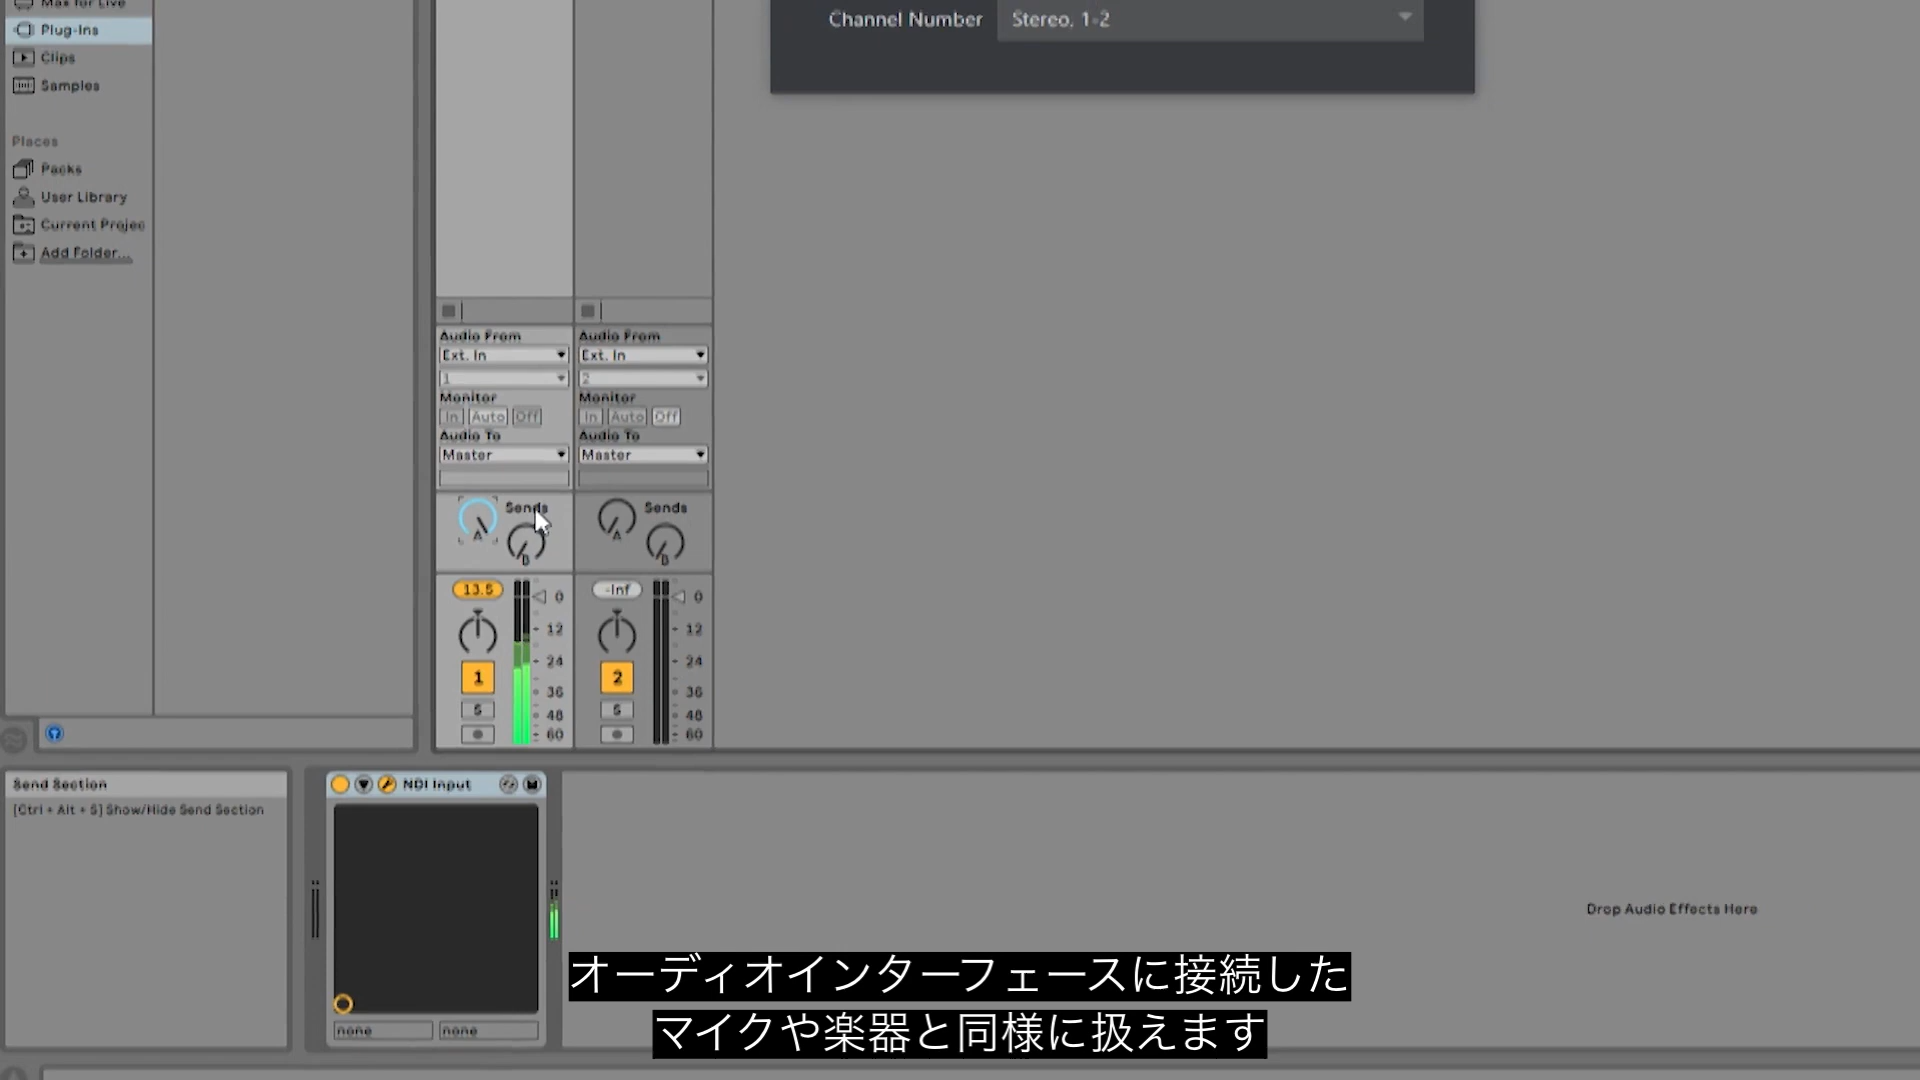 Max for Live
Plug-Ins
Clips
Samples
Places
Packs
User Library
Current Projec
Add Folder...
Channel Number
Stereo, 1-2
Audio From
Ext. In
1
Monitor
In Auto Off
Audio To
Master
Sends
A
B
13.5
0
12
24
36
48
60
1
S
Audio From
Ext. In
2
Monitor
In Auto Off
Audio To
Master
Sends
A
B
-Inf
0
12
24
36
48
60
2
S
Send Section
[Ctrl + Alt + S] Show/Hide Send Section
NDI Input
none
none
Drop Audio Effects Here
オーディオインターフェースに接続した
マイクや楽器と同様に扱えます